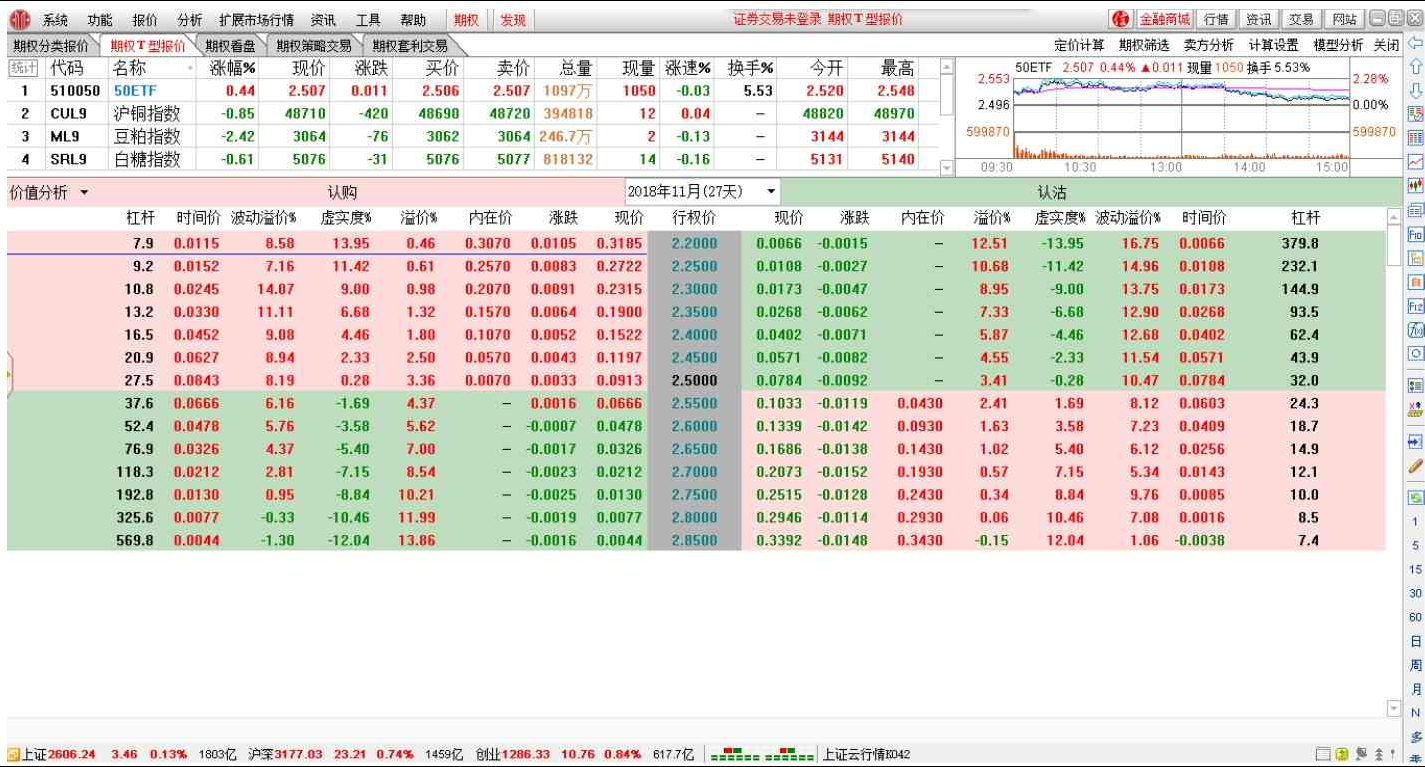 系统 功能 报价 分析 扩展市场行情 资讯 工具 帮助 期权 发现 证券交易未登录 期权T型报价 金融商城 行情 资讯 交易 网站
期权分类报价 期权T型报价 期权看盘 期权策略交易 期权套利交易 定价计算 期权筛选 卖方分析 计算设置 模型分析 关闭
统计 代码 名称 涨幅% 现价 涨跌 买价 卖价 总量 现量 涨速% 换手% 今开 最高
1 510050 50ETF 0.44 2.507 0.011 2.506 2.507 1097万 1050 -0.03 5.53 2.520 2.548
2 CUL9 沪铜指数 -0.85 48710 -420 48690 48720 394818 12 0.04 — 48820 48970
3 ML9 豆粕指数 -2.42 3064 -76 3062 3064 246.7万 2 -0.13 — 3144 3144
4 SRL9 白糖指数 -0.61 5076 -31 5076 5077 818132 14 -0.16 — 5131 5140
50ETF 2.507 0.44% ▲0.011 现量 1050 换手 5.53%
2.553 2.28%
2.496 0.00%
599870 599870
09:30 10:30 13:00 14:00 15:00
价值分析 认购 2018年11月(27天) 认沽
杠杆 时间价 波动溢价% 虚实度% 溢价% 内在价 涨跌 现价 行权价 现价 涨跌 内在价 溢价% 虚实度% 波动溢价% 时间价 杠杆
7.9 0.0115 8.58 13.95 0.46 0.3070 0.0105 0.3185 2.2000 0.0066 -0.0015 — 12.51 -13.95 16.75 0.0066 379.8
9.2 0.0152 7.16 11.42 0.61 0.2570 0.0083 0.2722 2.2500 0.0108 -0.0027 — 10.68 -11.42 14.96 0.0108 232.1
10.8 0.0245 14.07 9.00 0.98 0.2070 0.0091 0.2315 2.3000 0.0173 -0.0047 — 8.95 -9.00 13.75 0.0173 144.9
13.2 0.0330 11.11 6.68 1.32 0.1570 0.0064 0.1900 2.3500 0.0268 -0.0062 — 7.33 -6.68 12.90 0.0268 93.5
16.5 0.0452 9.08 4.46 1.80 0.1070 0.0052 0.1522 2.4000 0.0402 -0.0071 — 5.87 -4.46 12.68 0.0402 62.4
20.9 0.0627 8.94 2.33 2.50 0.0570 0.0043 0.1197 2.4500 0.0571 -0.0082 — 4.55 -2.33 11.54 0.0571 43.9
27.5 0.0843 8.19 0.28 3.36 0.0070 0.0033 0.0913 2.5000 0.0784 -0.0092 — 3.41 -0.28 10.47 0.0784 32.0
37.6 0.0666 6.16 -1.69 4.37 — 0.0016 0.0666 2.5500 0.1033 -0.0119 0.0430 2.41 1.69 8.12 0.0603 24.3
52.4 0.0478 5.76 -3.58 5.62 — -0.0007 0.0478 2.6000 0.1339 -0.0142 0.0930 1.63 3.58 7.23 0.0409 18.7
76.9 0.0326 4.37 -5.40 7.00 — -0.0017 0.0326 2.6500 0.1686 -0.0138 0.1430 1.02 5.40 6.12 0.0256 14.9
118.3 0.0212 2.81 -7.15 8.54 — -0.0023 0.0212 2.7000 0.2073 -0.0152 0.1930 0.57 7.15 5.34 0.0143 12.1
192.8 0.0130 0.95 -8.84 10.21 — -0.0025 0.0130 2.7500 0.2515 -0.0128 0.2430 0.34 8.84 9.76 0.0085 10.0
325.6 0.0077 -0.33 -10.46 11.99 — -0.0019 0.0077 2.8000 0.2946 -0.0114 0.2930 0.06 10.46 7.08 0.0016 8.5
569.8 0.0044 -1.30 -12.04 13.86 — -0.0016 0.0044 2.8500 0.3392 -0.0148 0.3430 -0.15 12.04 1.06 -0.0038 7.4
F10
F12
f(x)
1
5
15
30
60
日
周
月
N
多
上证2606.24 3.46 0.13% 1803亿 沪深3177.03 23.21 0.74% 1459亿 创业1286.33 10.76 0.84% 617.7亿 上证云行情K042